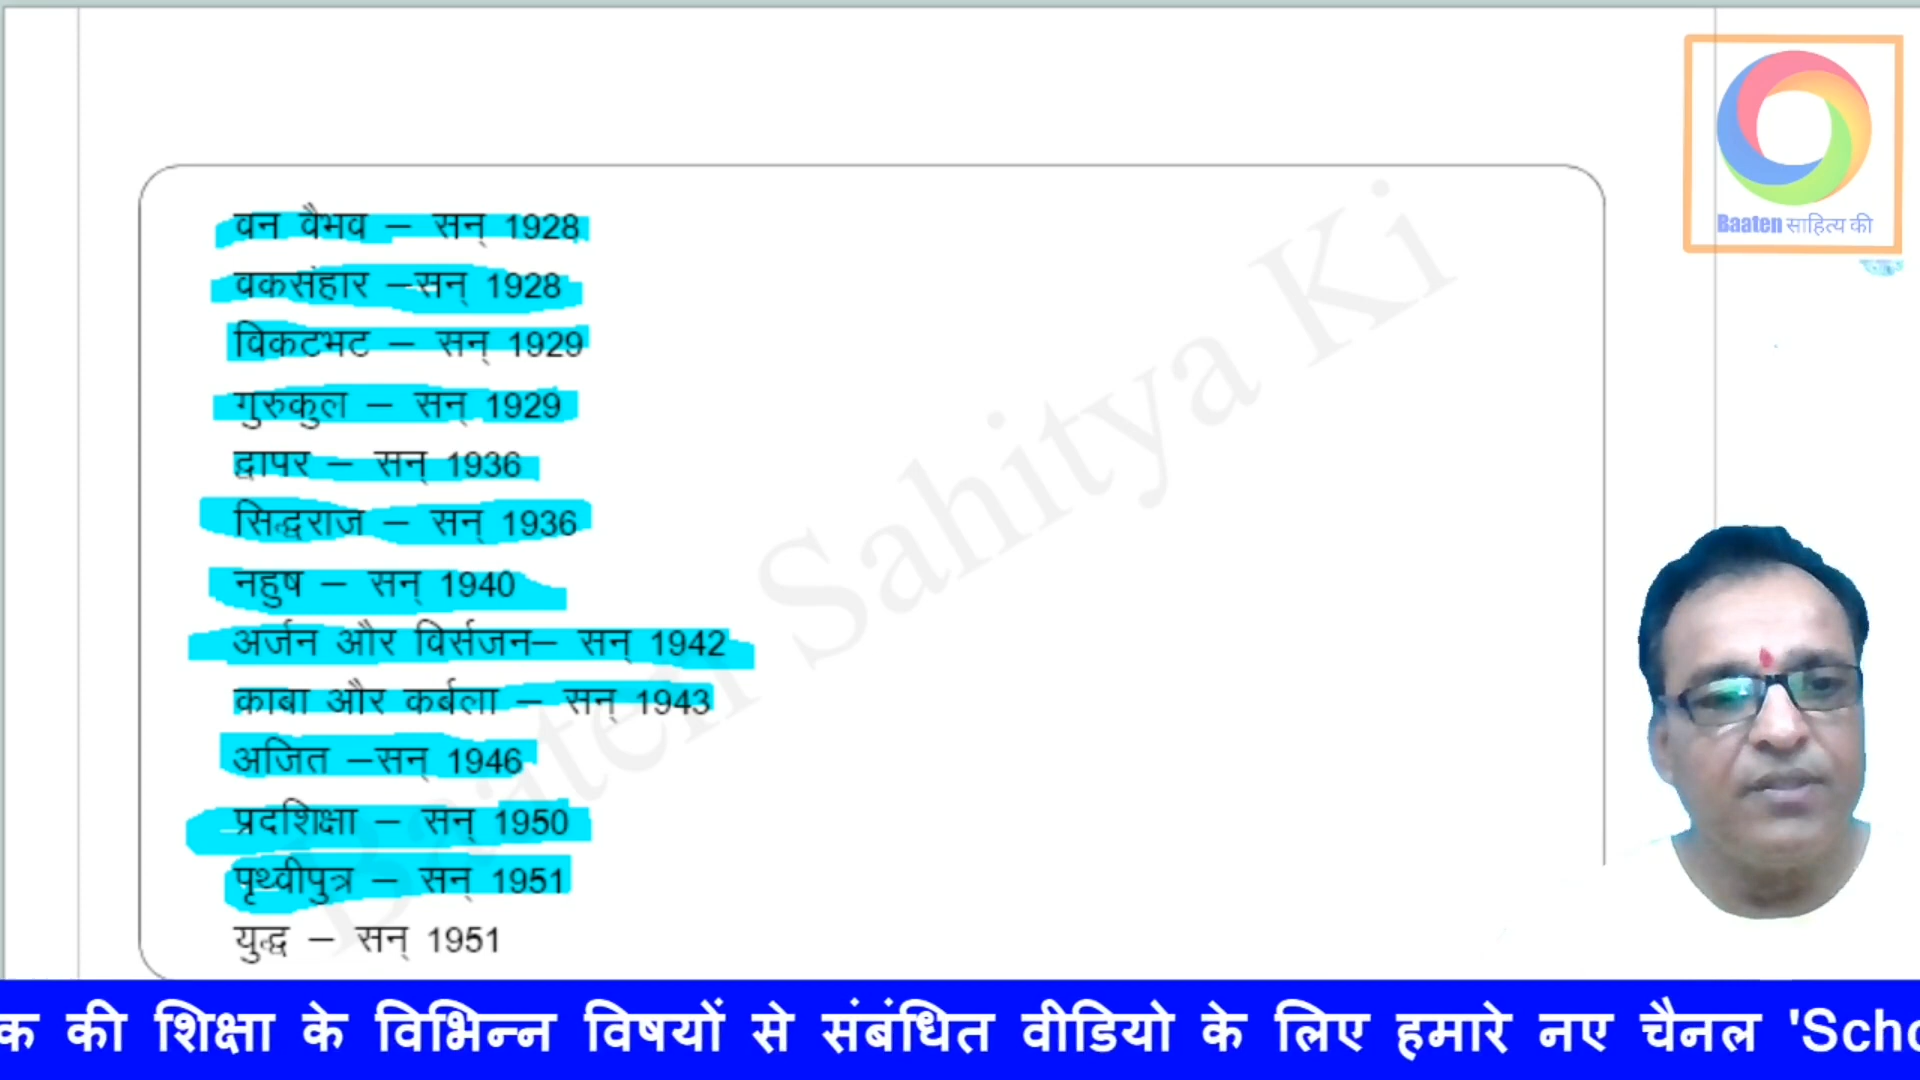 Baaten साहित्य की
वन वैभव – सन् 1928
वकसंहार –सन् 1928
विकटभट – सन् 1929
गुरुकुल – सन् 1929
द्वापर – सन् 1936
सिद्धराज – सन् 1936
नहुष – सन् 1940
अर्जन और विर्सजन– सन् 1942
काबा और कर्बला – सन् 1943
अजित –सन् 1946
प्रदशिक्षा – सन् 1950
पृथ्वीपुत्र – सन् 1951
युद्ध – सन् 1951
Baaten Sahitya Ki
क की शिक्षा के विभिन्न विषयों से संबंधित वीडियो के लिए हमारे नए चैनल 'Scho